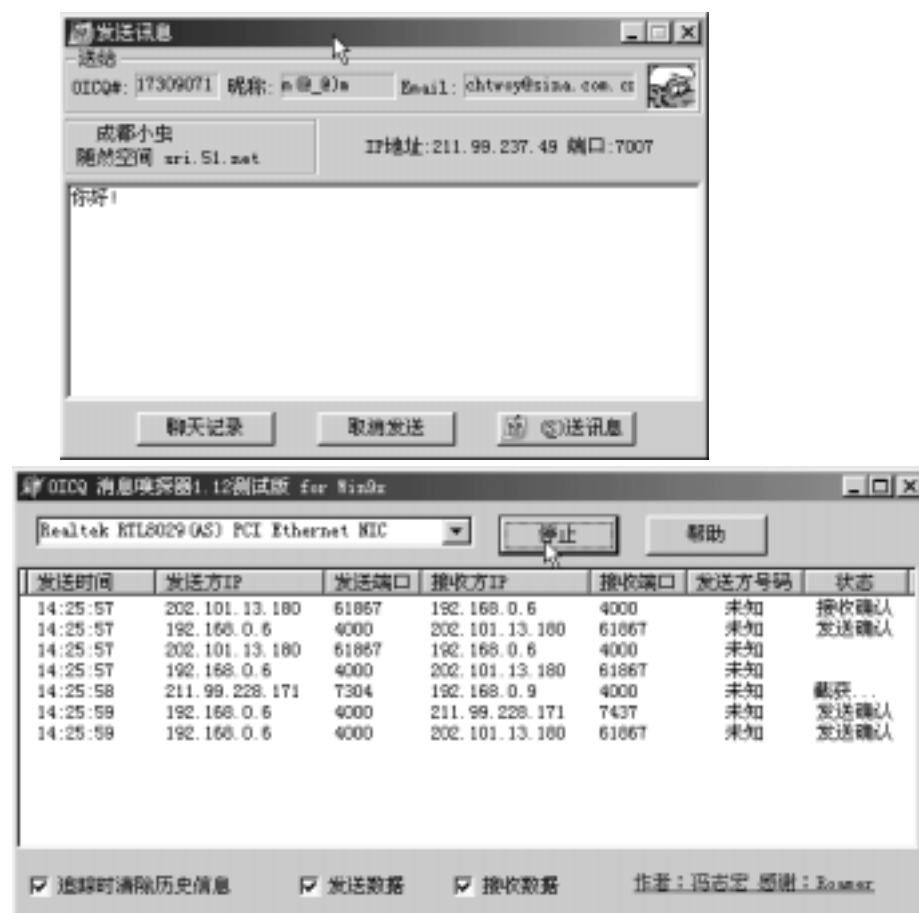 发送讯息
送给
OICQ#: 17309071 昵称: m@_@)m Email: chtwoy@sina.com.cn
成都小虫
随然空间 sri.51.net
IP地址:211.99.237.49 端口:7007
你好!
聊天记录 取消发送 (S)送讯息
OICQ 消息嗅探器1.12测试版 for Win9x
Realtek RTL8029(AS) PCI Ethernet NIC 停止 帮助
发送时间 发送方IP 发送端口 接收方IP 接收端口 发送方号码 状态
14:25:57 202.101.13.180 61867 192.168.0.6 4000 未知 接收确认
14:25:57 192.168.0.6 4000 202.101.13.180 61867 未知 发送确认
14:25:57 202.101.13.180 61867 192.168.0.6 4000 未知
14:25:57 192.168.0.6 4000 202.101.13.180 61867 未知
14:25:58 211.99.228.171 7304 192.168.0.9 4000 未知 截获...
14:25:59 192.168.0.6 4000 211.99.228.171 7437 未知 发送确认
14:25:59 192.168.0.6 4000 202.101.13.180 61867 未知 发送确认
追踪时清除历史信息 发送数据 接收数据 作者:冯志宏 感谢:Roamer